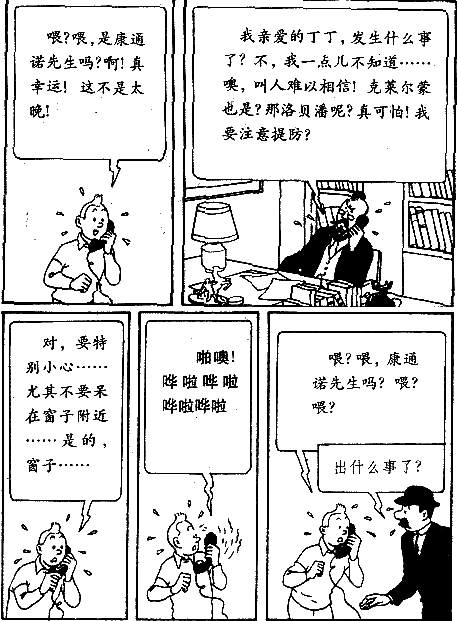 喂?喂,是康通
诺先生吗?啊!真
幸运! 这不是太
晚!
我亲爱的丁丁,发生什么事
了?不,我一点儿不知道……
噢,叫人难以相信! 克莱尔蒙
也是?那洛贝潘呢?真可怕!我
要注意提防?
对,要特
别小心……
尤其不要呆
在窗子附近
……是的,
窗子……
啪噢!
哗啦哗啦
哗啦哗啦
喂?喂,康通
诺先生吗? 喂?
喂?
出什么事了?